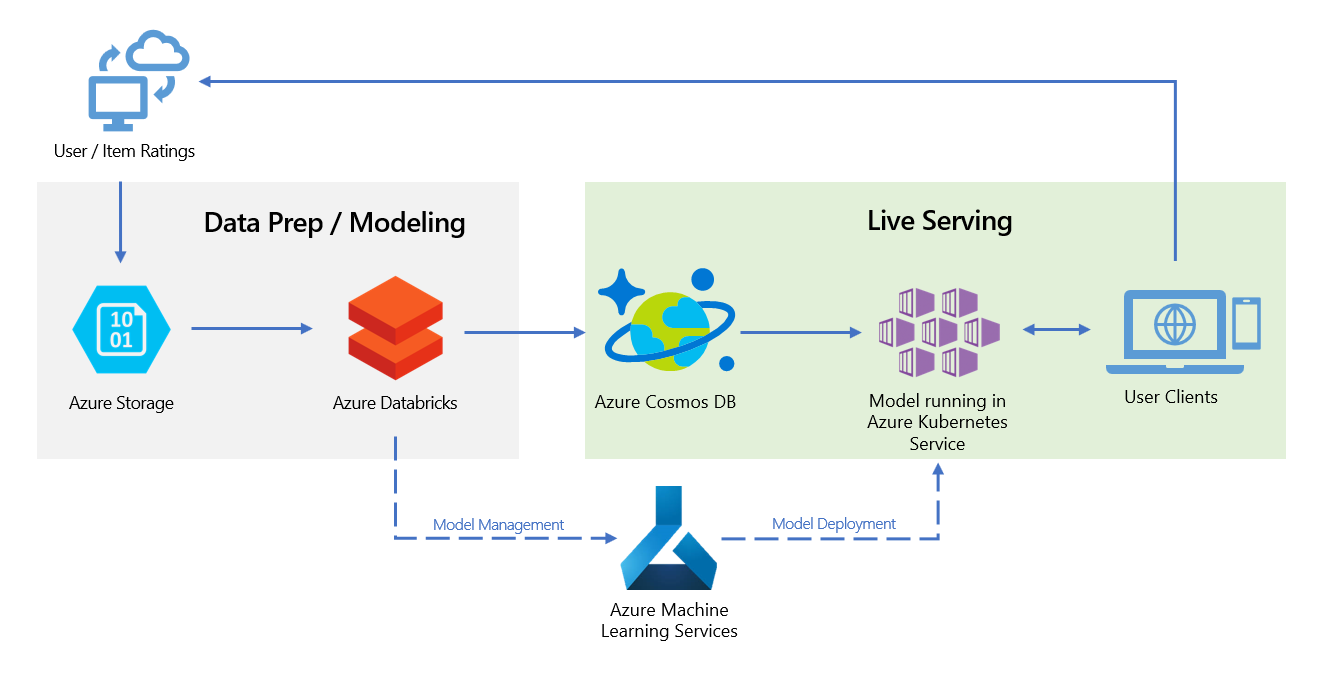 User / Item Ratings
Data Prep / Modeling
Live Serving
10
01
Azure Storage
Azure Databricks
Azure Cosmos DB
Model running in
Azure Kubernetes
Service
User Clients
Model Management
Model Deployment
Azure Machine
Learning Services